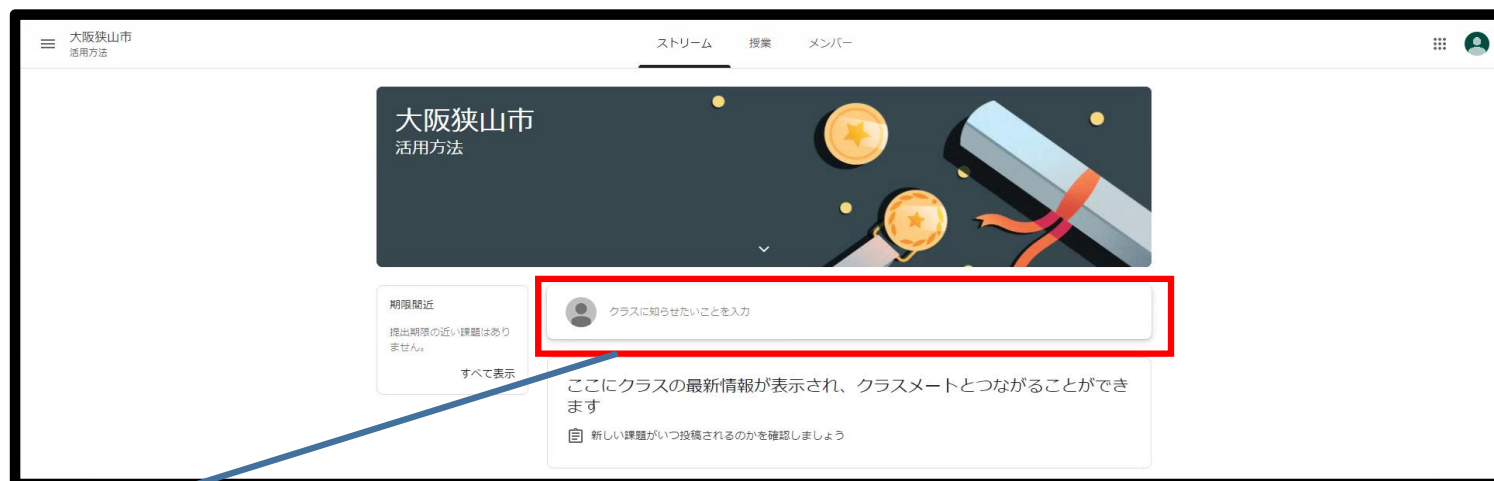 大阪狭山市
活用方法
ストリーム 授業 メンバー
大阪狭山市
活用方法
期限間近
提出期限の近い課題はあり
ません。
すべて表示
クラスに知らせたいことを入力
ここにクラスの最新情報が表示され、クラスメートとつながることができ
ます
新しい課題がいつ投稿されるのかを確認しましょう